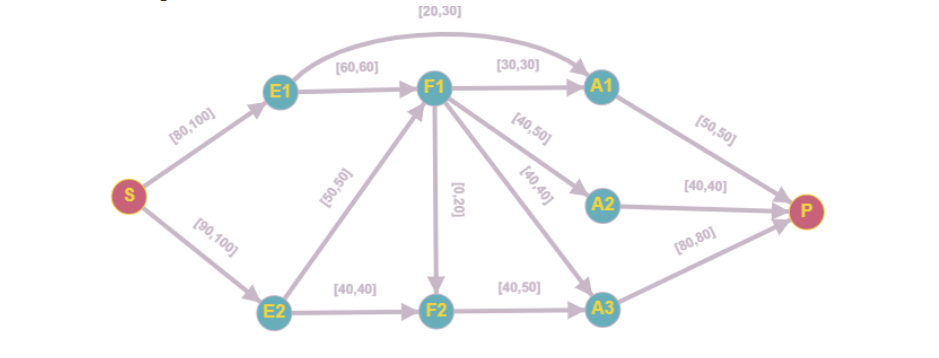 [20,30]
[60,60]
[30,30]
E1
F1
A1
[80,100]
[40,50]
[50,50]
[50,50]
[40,40]
[40,40]
S
[0,20]
A2
P
[90,100]
[80,80]
[40,40]
[40,50]
E2
F2
A3